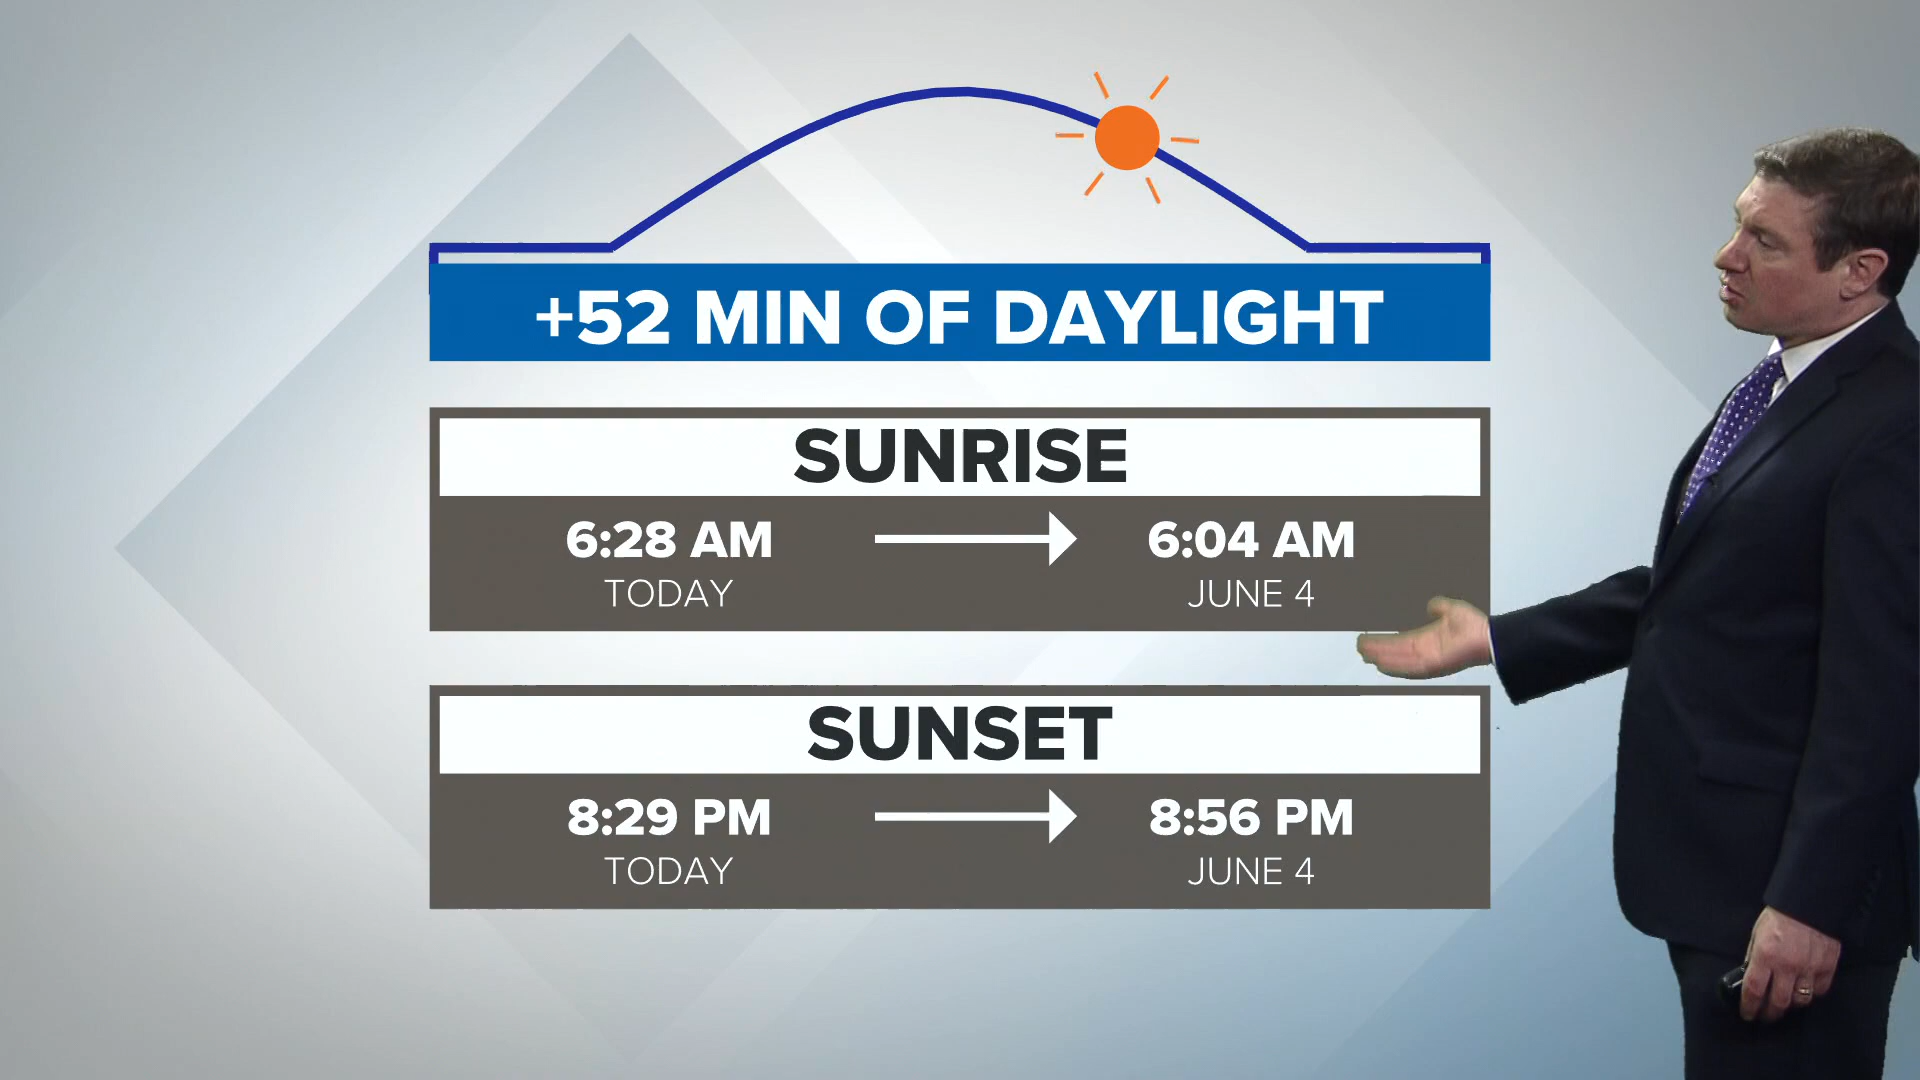 +52 MIN OF DAYLIGHT
SUNRISE
6:28 AM
6:04 AM
TODAY
JUNE 4
SUNSET
8:29 PM
8:56 PM
TODAY
JUNE 4